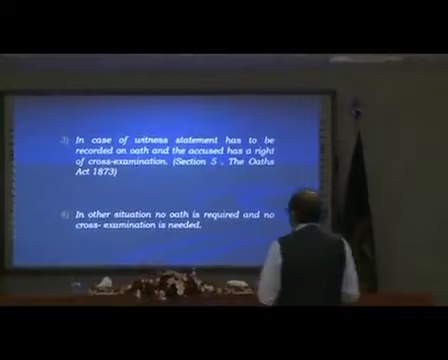 3) In case of witness statement has to be
recorded on oath and the accused has a right
of cross-examination. (Section 5 . The Oaths
Act 1873)
In other situation no oath is required and no
cross- examination is needed.